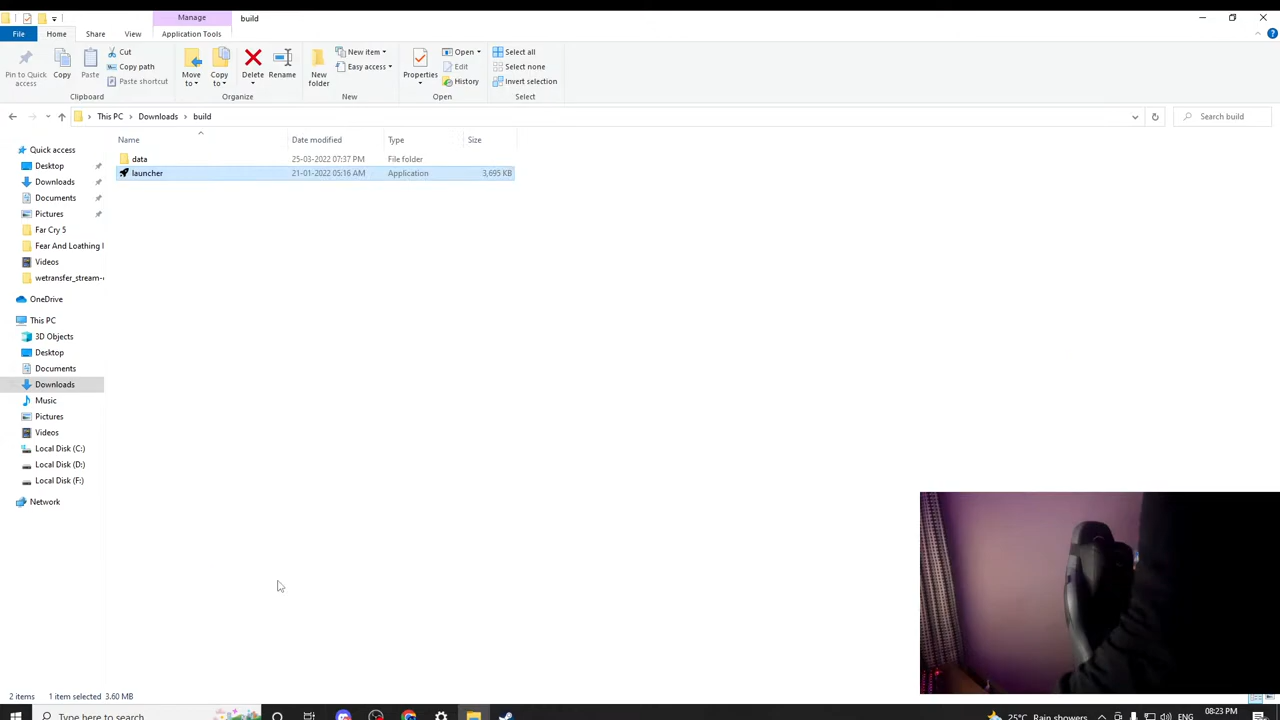 Manage
build
File
Home
Share
View
Application Tools
Pin to Quick access
Copy
Paste
Cut
Copy path
Paste shortcut
Clipboard
Move to
Copy to
Delete
Rename
Organize
New folder
New item
Easy access
New
Properties
Open
Edit
History
Open
Select all
Select none
Invert selection
Select
This PC > Downloads > build
Search build
Name
Date modified
Type
Size
data 25-03-2022 07:37 PM File folder
launcher 21-01-2022 05:16 AM Application 3,695 KB
Quick access
Desktop
Downloads
Documents
Pictures
Far Cry 5
Fear And Loathing
Videos
wetransfer_stream-
OneDrive
This PC
3D Objects
Desktop
Documents
Downloads
Music
Pictures
Videos
Local Disk (C:)
Local Disk (D:)
Local Disk (F:)
Network
2 items 1 item selected 3.60 MB
Type here to search
25°C Rain showers
08:23 PM